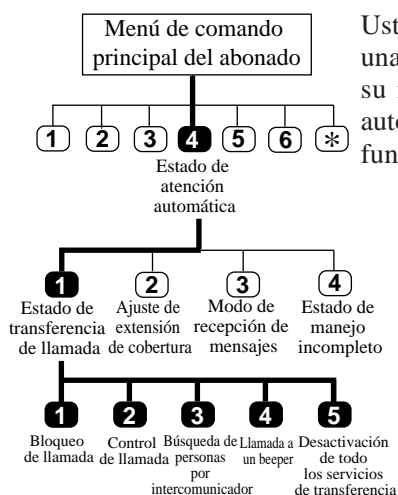 Menú de comando
principal del abonado
Ust
una
su
auto
fun
1 2 3 4 5 6 *
Estado de
atención
automática
1 2 3 4
Estado de
transferencia
de llamada
Ajuste de
extensión
de cobertura
Modo de
recepción de
mensajes
Estado de
manejo
incompleto
1 2 3 4 5
Bloqueo
de llamada
Control
de llamada
Búsqueda de
personas
por
intercomunicador
Llamada a
un beeper
Desactivación
de todo
los servicios
de transferencia